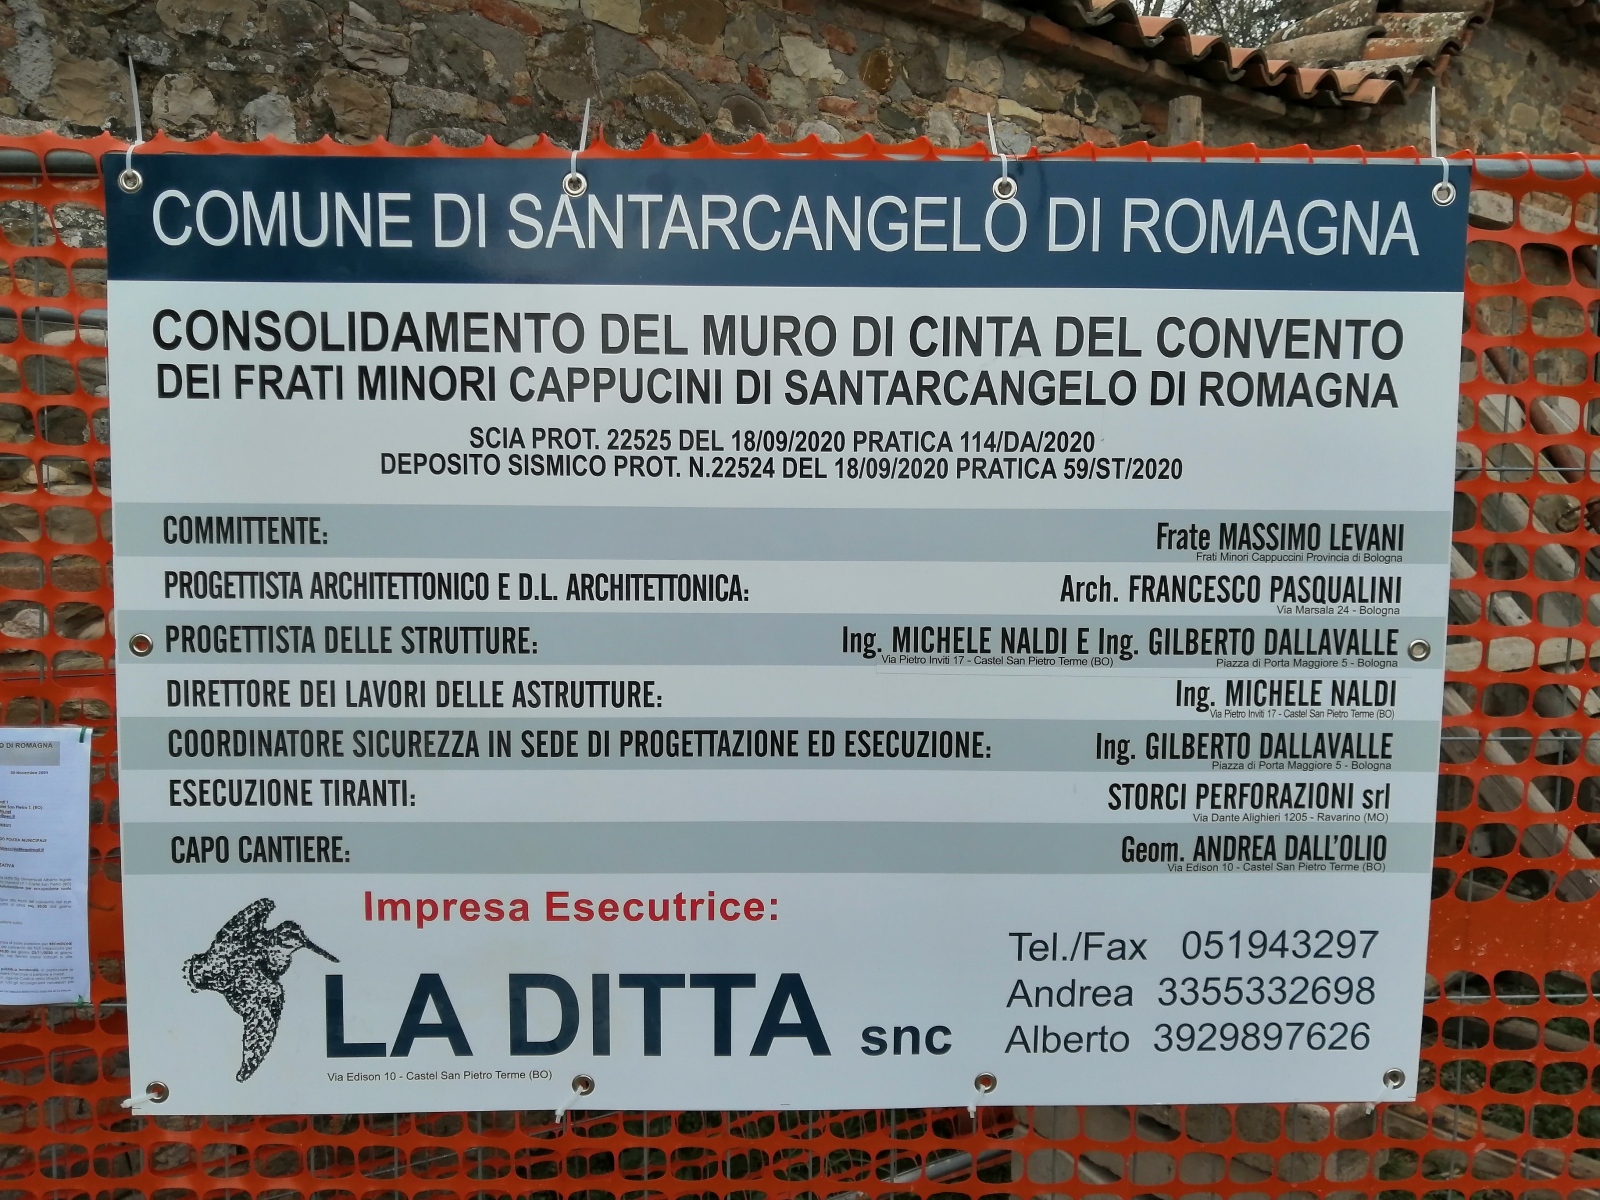 COMUNE DI SANTARCANGELO DI ROMAGNA
CONSOLIDAMENTO DEL MURO DI CINTA DEL CONVENTO
DEI FRATI MINORI CAPPUCINI DI SANTARCANGELO DI ROMAGNA
SCIA PROT. 22525 DEL 18/09/2020 PRATICA 114/DA/2020
DEPOSITO SISMICO PROT. N.22524 DEL 18/09/2020 PRATICA 59/ST/2020
COMMITTENTE: Frate MASSIMO LEVANI
Frati Minori Cappuccini Provincia di Bologna
PROGETTISTA ARCHITETTONICO E D.L. ARCHITETTONICA: Arch. FRANCESCO PASQUALINI
Via Marsala 24 - Bologna
PROGETTISTA DELLE STRUTTURE: Ing. MICHELE NALDI E Ing. GILBERTO DALLAVALLE
Via Pietro Inviti 17 - Castel San Pietro Terme (BO) Piazza di Porta Maggiore 5 - Bologna
DIRETTORE DEI LAVORI DELLE ASTRUTTURE: Ing. MICHELE NALDI
Via Pietro Inviti 17 - Castel San Pietro Terme (BO)
COORDINATORE SICUREZZA IN SEDE DI PROGETTAZIONE ED ESECUZIONE: Ing. GILBERTO DALLAVALLE
Piazza di Porta Maggiore 5 - Bologna
ESECUZIONE TIRANTI: STORCI PERFORAZIONI srl
Via Dante Alighieri 1205 - Ravarino (MO)
CAPO CANTIERE: Geom. ANDREA DALL'OLIO
Via Edison 10 - Castel San Pietro Terme (BO)
Impresa Esecutrice:
LA DITTA snc
Via Edison 10 - Castel San Pietro Terme (BO)
Tel./Fax 051943297
Andrea 3355332698
Alberto 3929897626
DI ROMAGNA